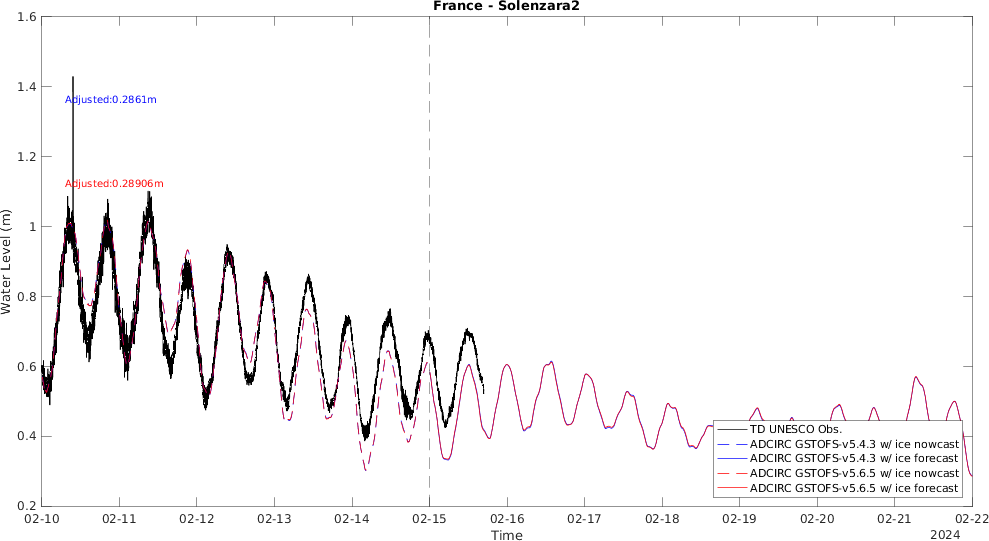 France - Solenzara2
1.6
1.4
1.2
1
0.8
0.6
0.4
0.2
Water Level (m)
Adjusted:0.2861m
Adjusted:0.28906m
TD UNESCO Obs.
ADCIRC GSTOFS-v5.4.3 w/ ice nowcast
ADCIRC GSTOFS-v5.4.3 w/ ice forecast
ADCIRC GSTOFS-v5.6.5 w/ ice nowcast
ADCIRC GSTOFS-v5.6.5 w/ ice forecast
02-10 02-11 02-12 02-13 02-14 02-15 02-16 02-17 02-18 02-19 02-20 02-21 02-22
Time
2024